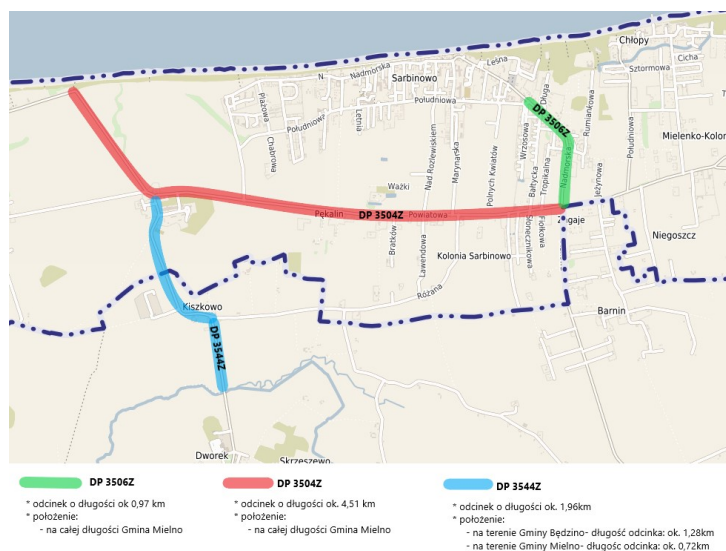 Chłopy
Sztormowa
Cicha
Leśna
Nadmorska
N
Sarbinowo
Długa
Plażowa
Południowa
DP 3506Z
Rumiankowa
Południowa
Letnia
Chabrowa
Wrzosowa
Mielenko-Kolon
Nad Rozlewiskiem
Marynarska
Polnych Kwiatów
Bałtycka
Tropikalna
Nadmorska
Jeżynowa
Południowa
Ważki
Pękalin
DP 3504Z
Powiatowa
Słonecznikowa
Fiołkowa
Niegoszcz
Bratków
Lawendowa
Kolonia Sarbinowo
Różana
Kiszkowo
Barnin
DP 3544Z
Dworek
Skrzeszewo
DP 3506Z
* odcinek o długości ok 0,97 km
* położenie:
- na całej długości Gmina Mielno
DP 3504Z
* odcinek o długości ok. 4,51 km
* położenie:
- na całej długości Gmina Mielno
DP 3544Z
* odcinek o długości ok. 1,96km
* położenie:
- na terenie Gminy Będzino- długość odcinka: ok. 1,28km
- na terenie Gminy Mielno- długośc odcinka: ok. 0,72km